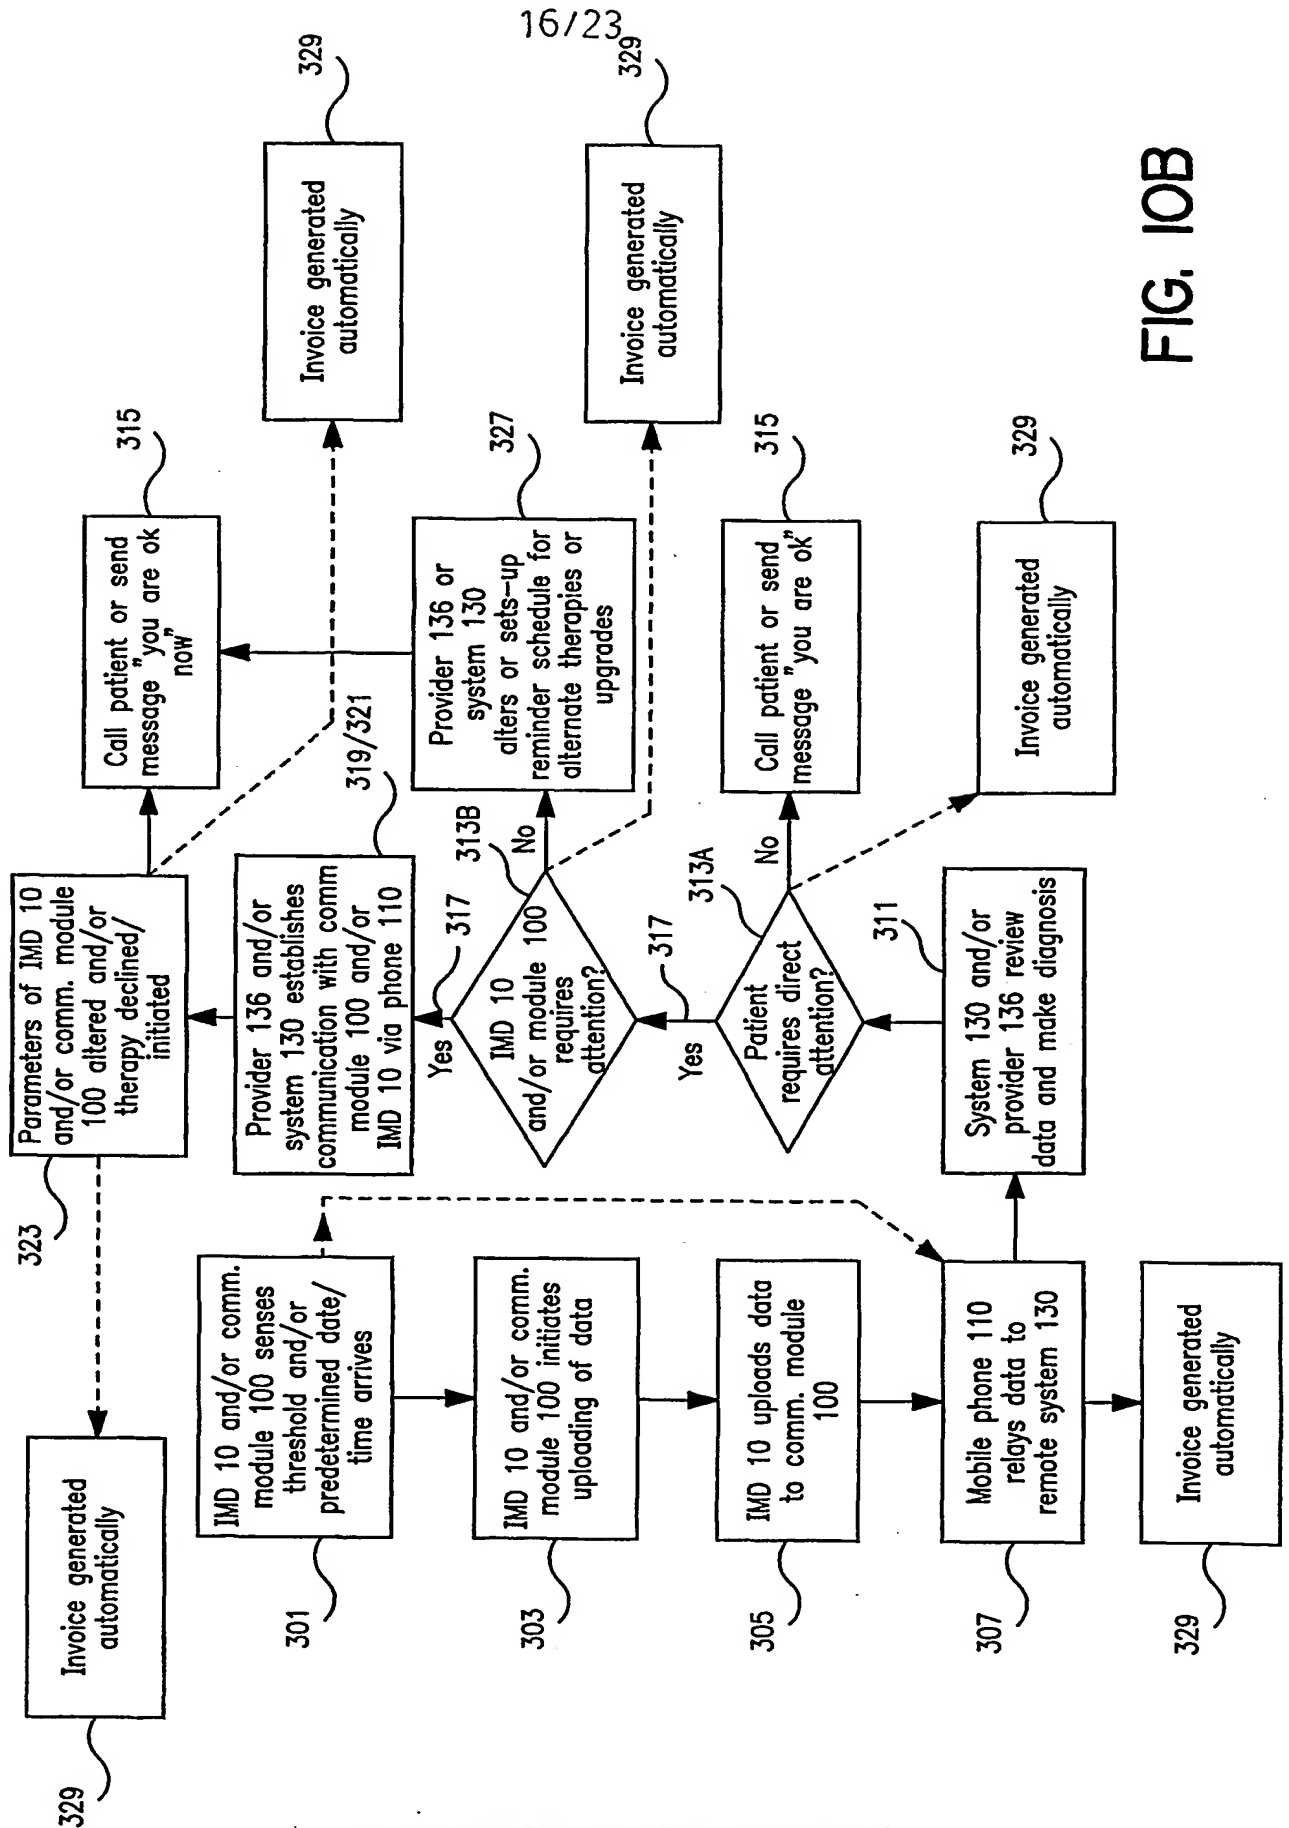 16/23
329
Invoice generated
automatically
323
Parameters of IMD 10
and/or comm. module
100 altered and/or
therapy declined/
initiated
315
Call patient or send
message "you are ok
now"
329
Invoice generated
automatically
301
IMD 10 and/or comm.
module 100 senses
threshold and/or
predetermined date/
time arrives
319/321
Provider 136 and/or
system 130 establishes
communication with comm
module 100 and/or
IMD 10 via phone 110
Yes
317
303
IMD 10 and/or comm.
module 100 initiates
uploading of data
313B
IMD 10
and/or module 100
requires
attention?
No
327
Provider 136 or
system 130
alters or sets-up
reminder schedule for
alternate therapies or
upgrades
329
Invoice generated
automatically
Yes
317
305
IMD 10 uploads data
to comm. module
100
313A
Patient
requires direct
attention?
No
315
Call patient or send
message "you are ok"
307
Mobile phone 110
relays data to
remote system 130
311
System 130 and/or
provider 136 review
data and make diagnosis
329
Invoice generated
automatically
329
Invoice generated
automatically
FIG. 10B